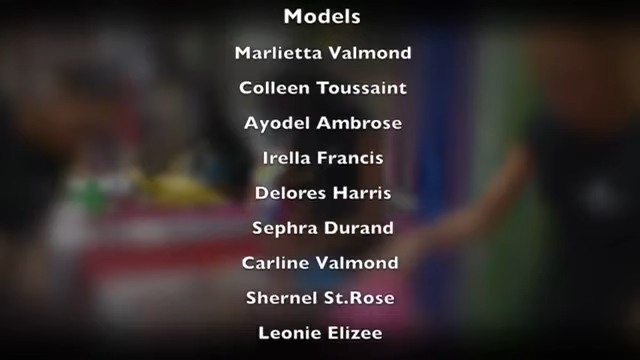 Models
Marlietta Valmond
Colleen Toussaint
Ayodel Ambrose
Irella Francis
Delores Harris
Sephra Durand
Carline Valmond
Shernel St.Rose
Leonie Elizee